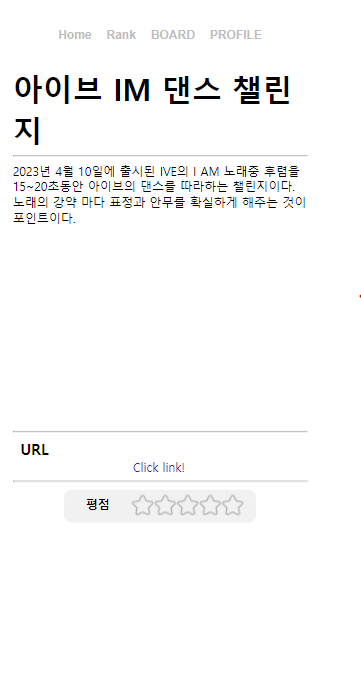 Home Rank BOARD PROFILE
아이브 IM 댄스 챌린
지
2023년 4월 10일에 출시된 IVE의 I AM 노래중 후렴을
15~20초동안 아이브의 댄스를 따라하는 챌린지이다.
노래의 강약 마다 표정과 안무를 확실하게 해주는 것이
포인트이다.
URL
Click link!
평점